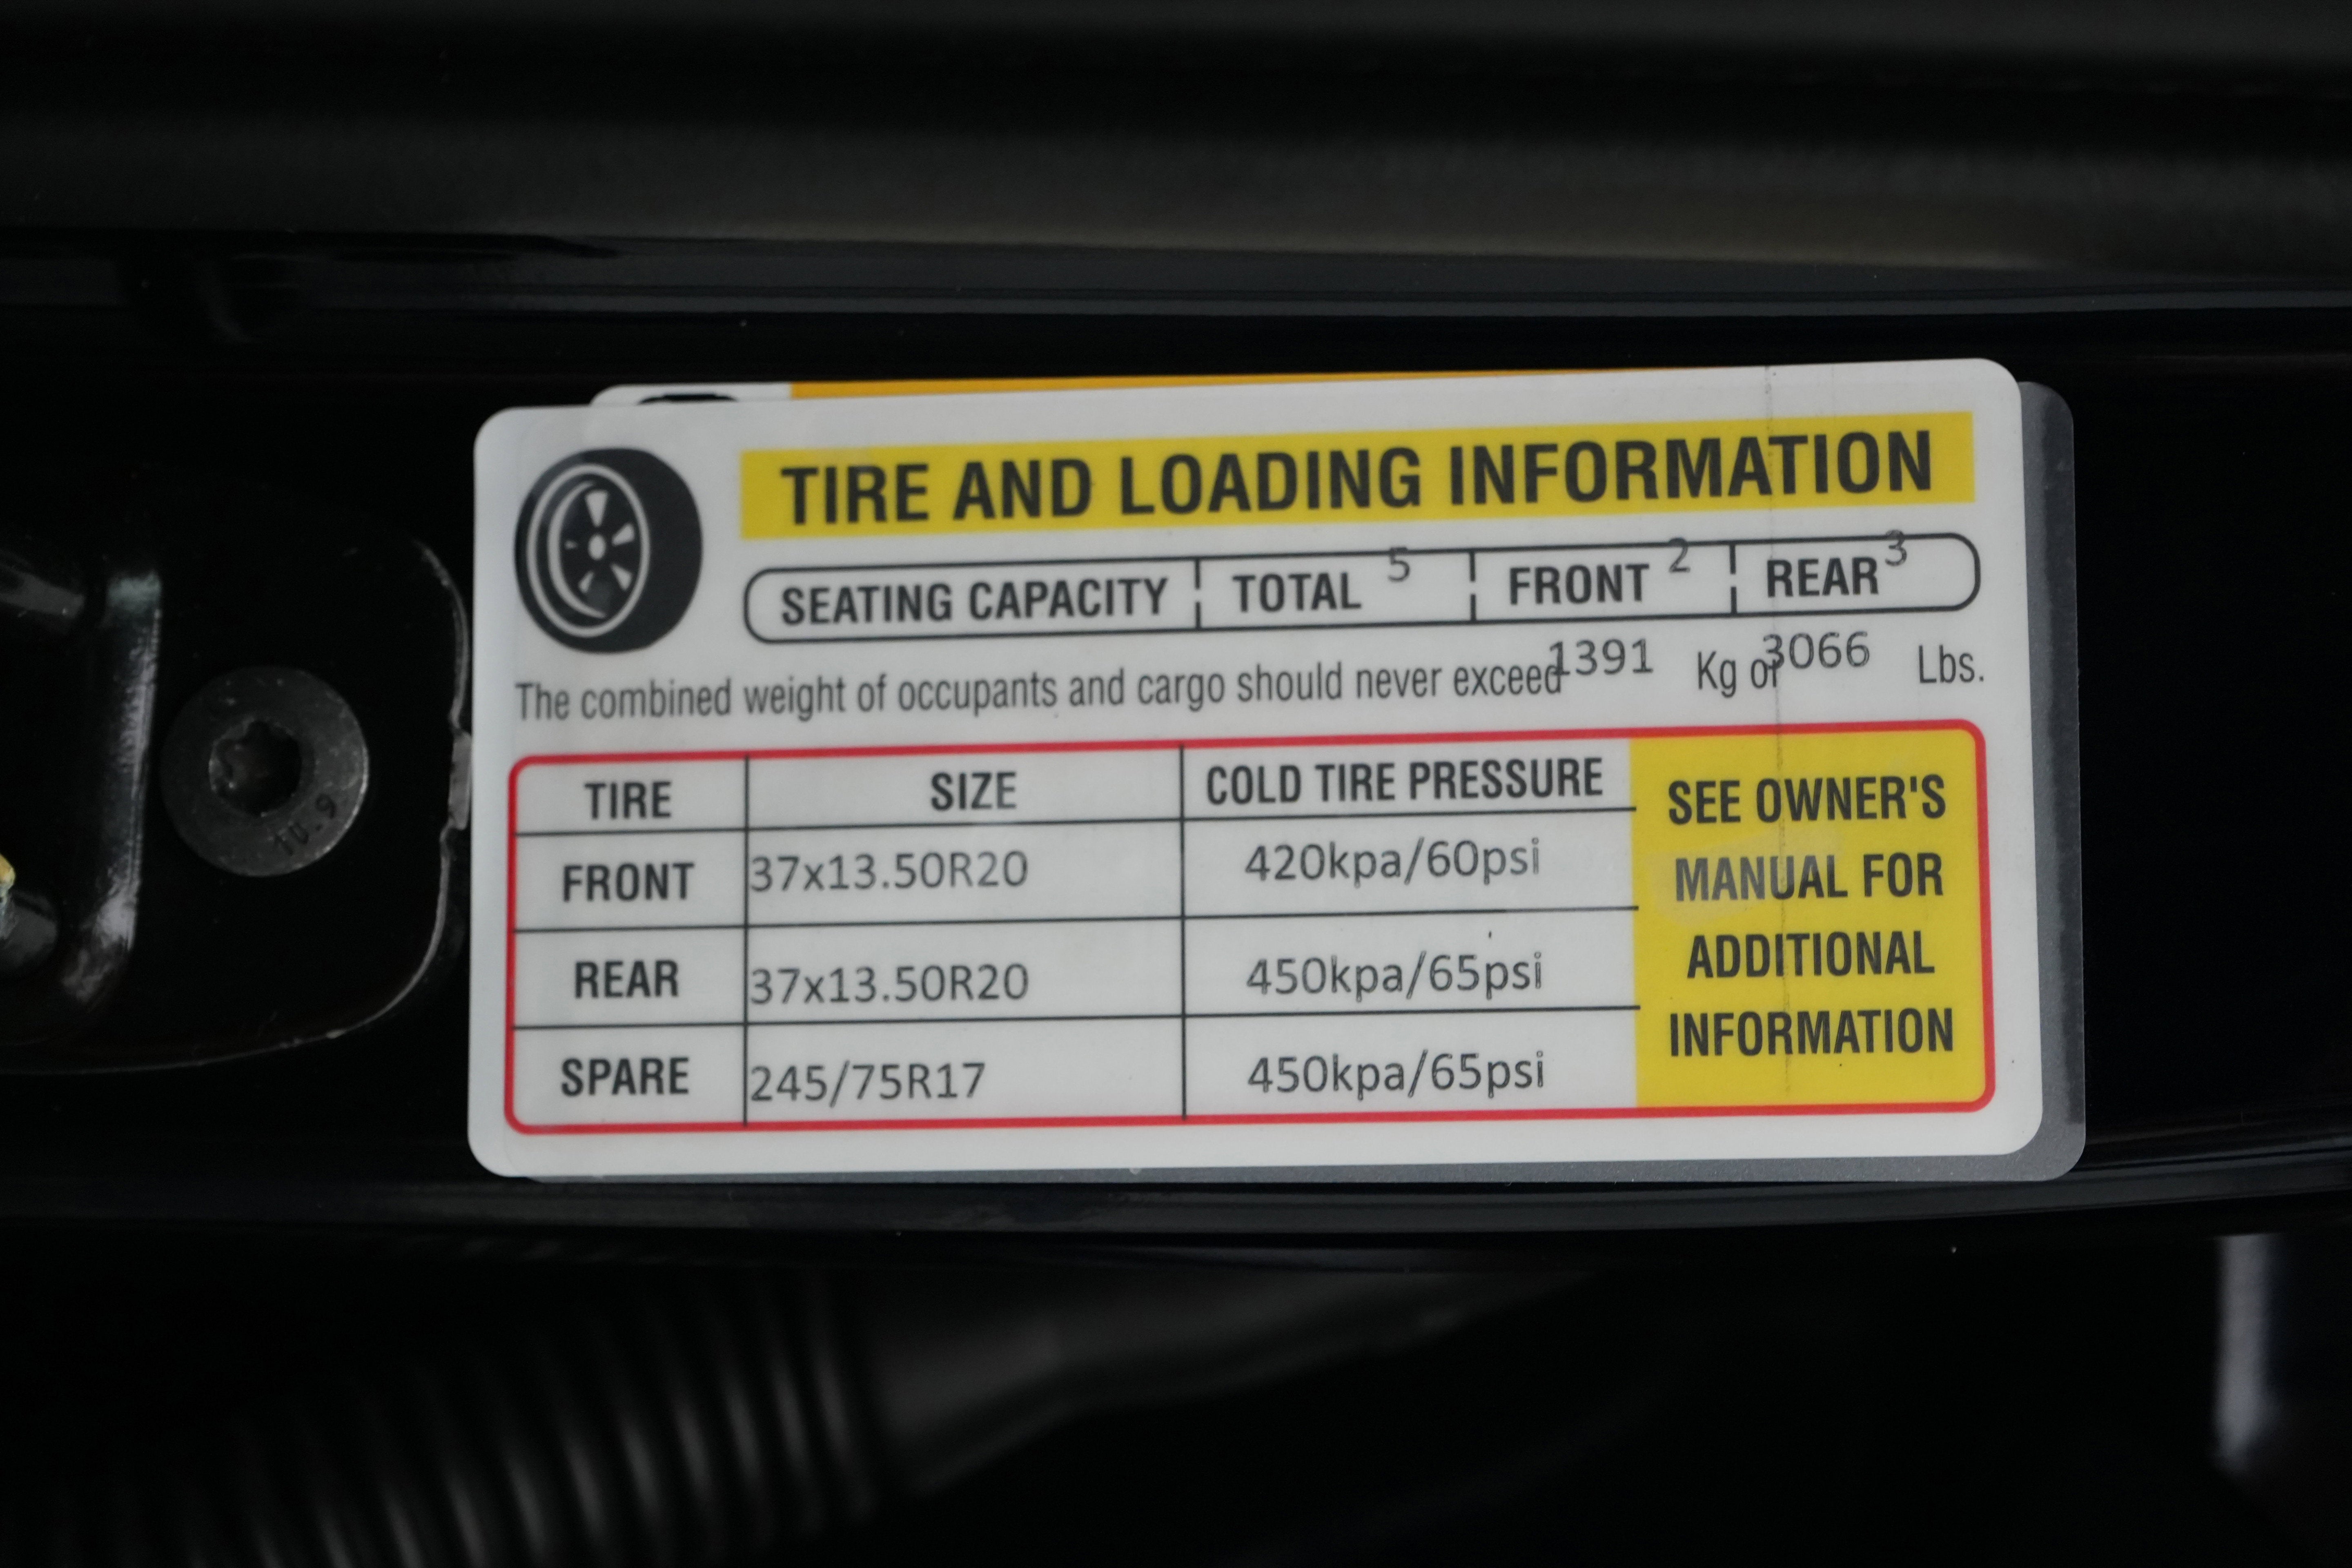 TIRE AND LOADING INFORMATION
SEATING CAPACITY TOTAL 5 FRONT 2 REAR 3
The combined weight of occupants and cargo should never exceed 1391 Kg or 3066 Lbs.
TIRE SIZE COLD TIRE PRESSURE
FRONT 37x13.50R20 420kpa/60psi
REAR 37x13.50R20 450kpa/65psi
SPARE 245/75R17 450kpa/65psi
SEE OWNER'S
MANUAL FOR
ADDITIONAL
INFORMATION
10.9